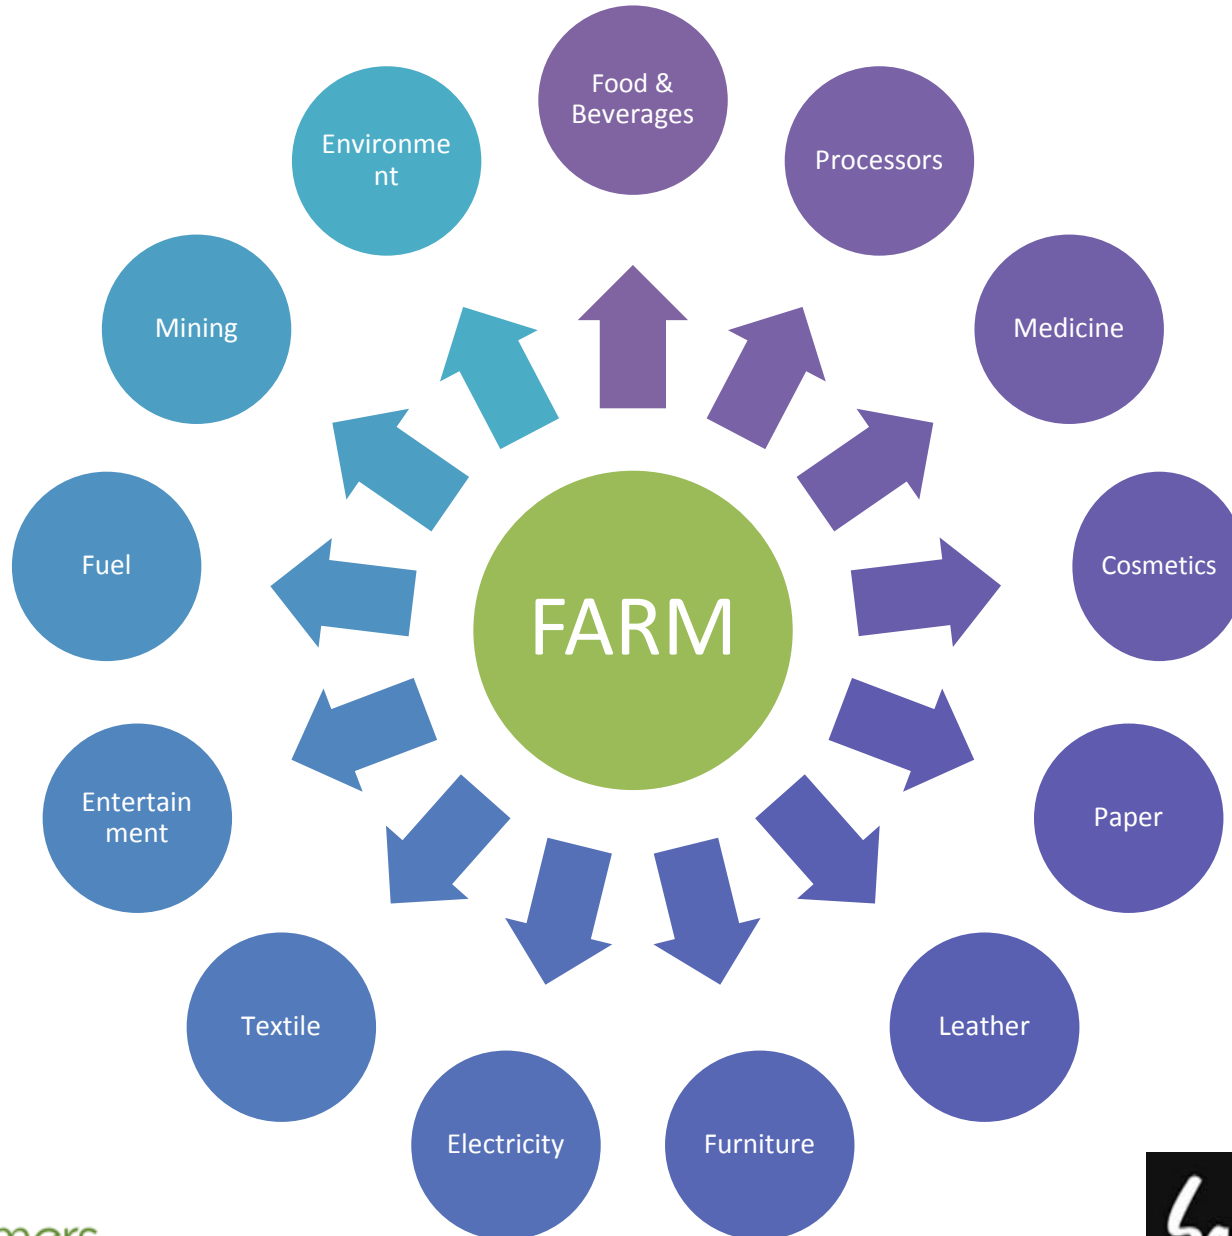 Food &
Beverages
Processors
Medicine
Cosmetics
Paper
Leather
Furniture
Electricity
Textile
Entertain
ment
Fuel
Mining
Environme
nt
FARM